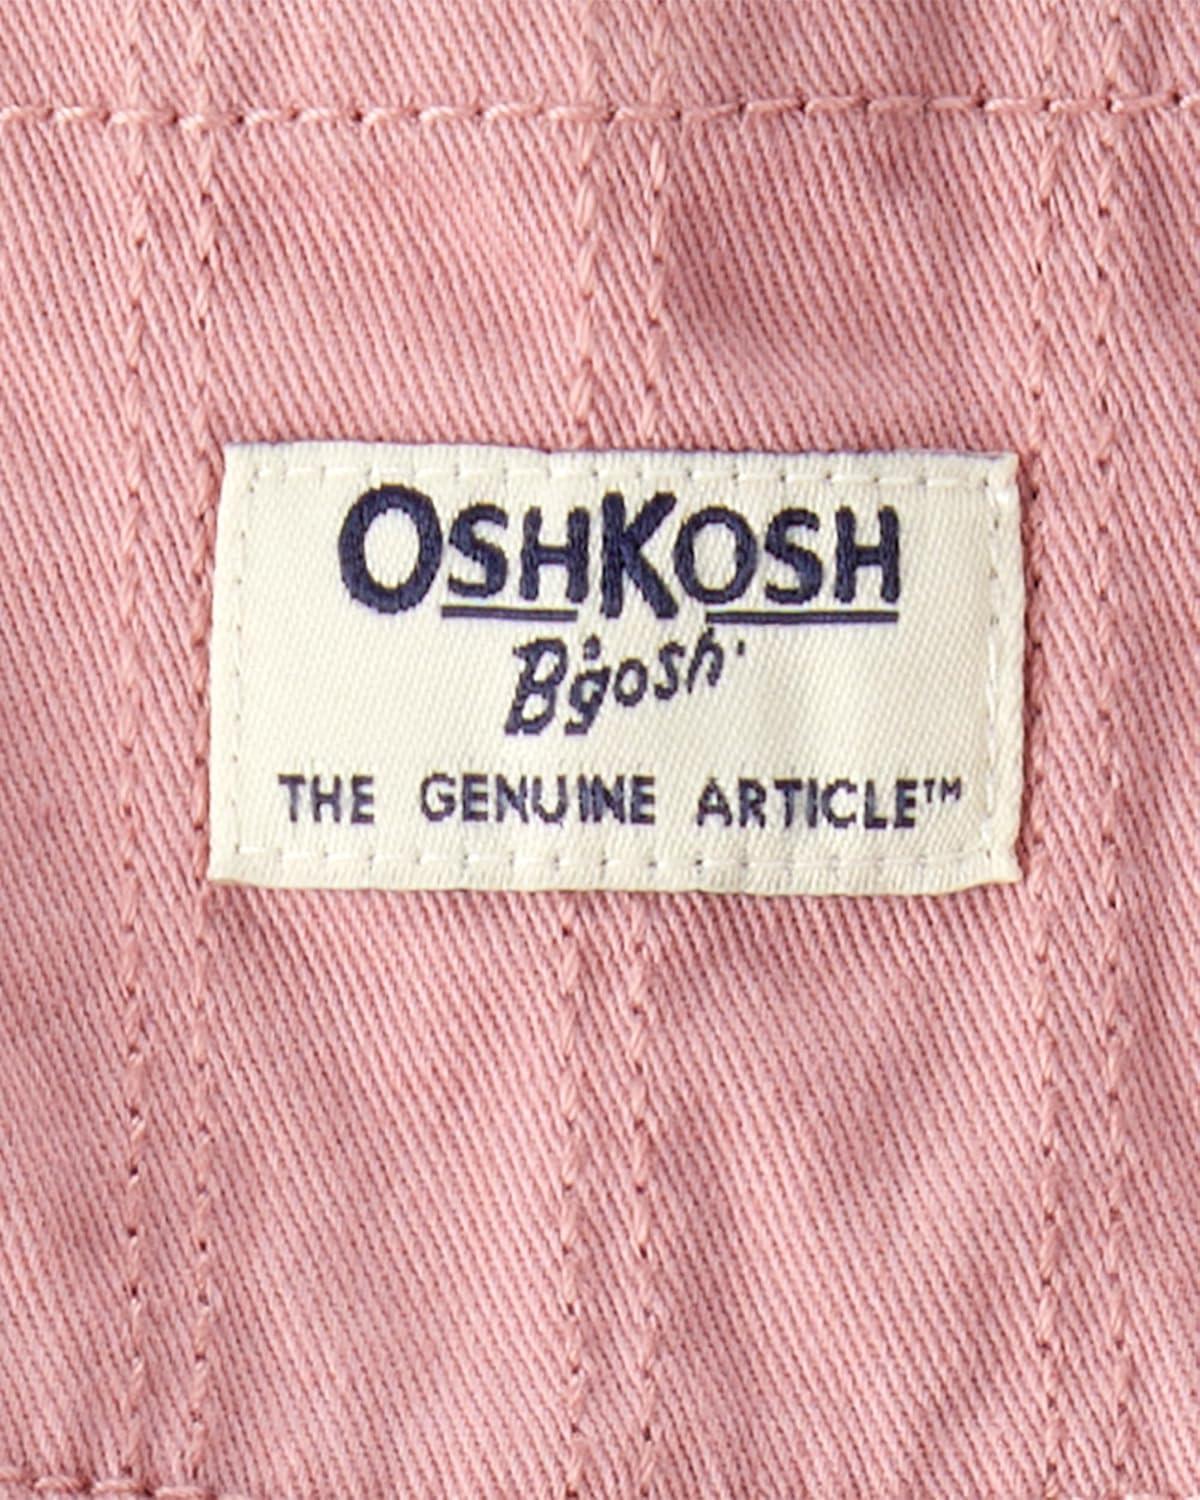 OSHKOSH
B'gosh
THE GENUINE ARTICLE™